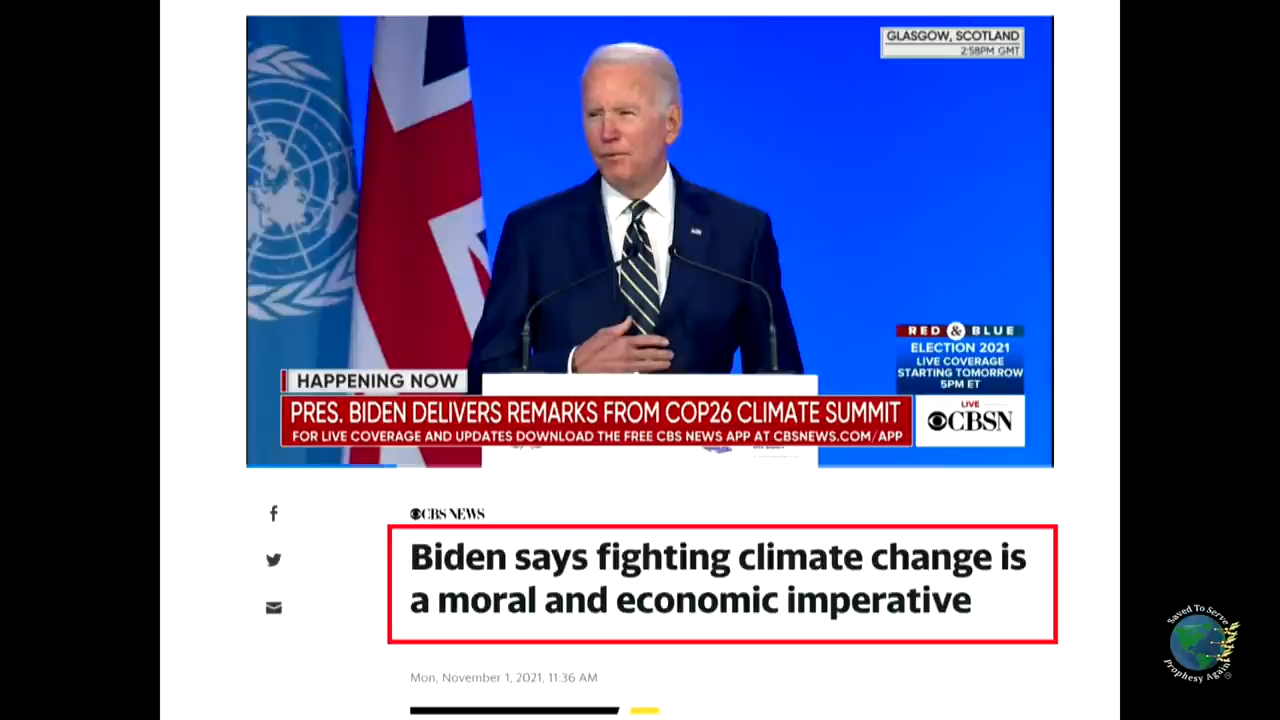 GLASGOW, SCOTLAND
2:58PM GMT
RED & BLUE
ELECTION 2021
LIVE COVERAGE
STARTING TOMORROW
5PM ET
HAPPENING NOW
PRES. BIDEN DELIVERS REMARKS FROM COP26 CLIMATE SUMMIT
FOR LIVE COVERAGE AND UPDATES DOWNLOAD THE FREE CBS NEWS APP AT CBSNEWS.COM/APP
LIVE
CBSN
CBS NEWS
Biden says fighting climate change is
a moral and economic imperative
Mon, November 1, 2021, 11:36 AM
Saved To Serve
Prophesy Again